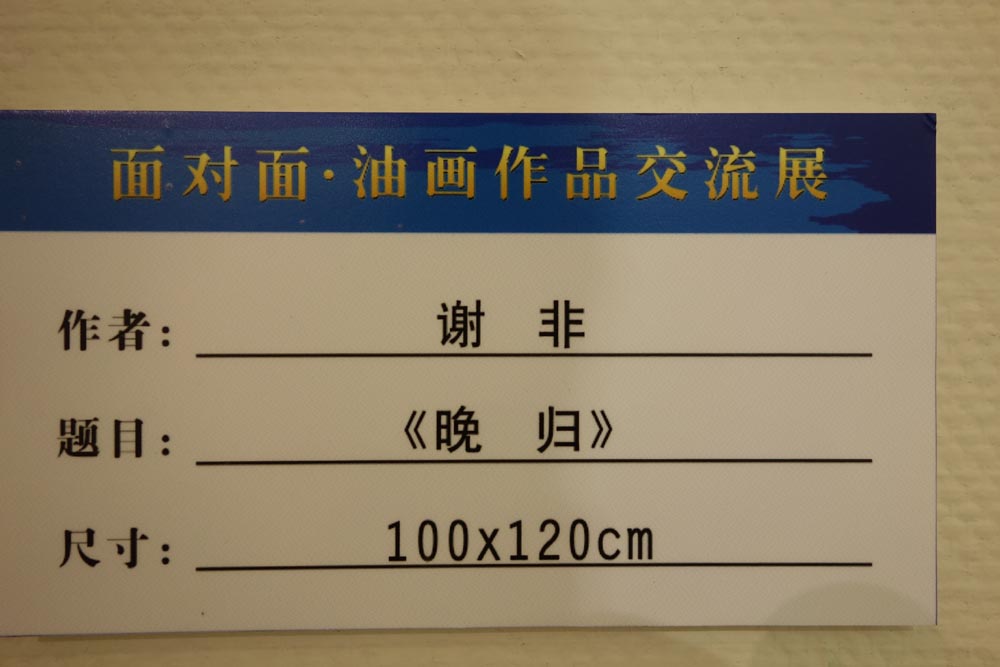 面对面·油画作品交流展
作者：谢 非
题目：《晚 归》
尺寸：100x120cm